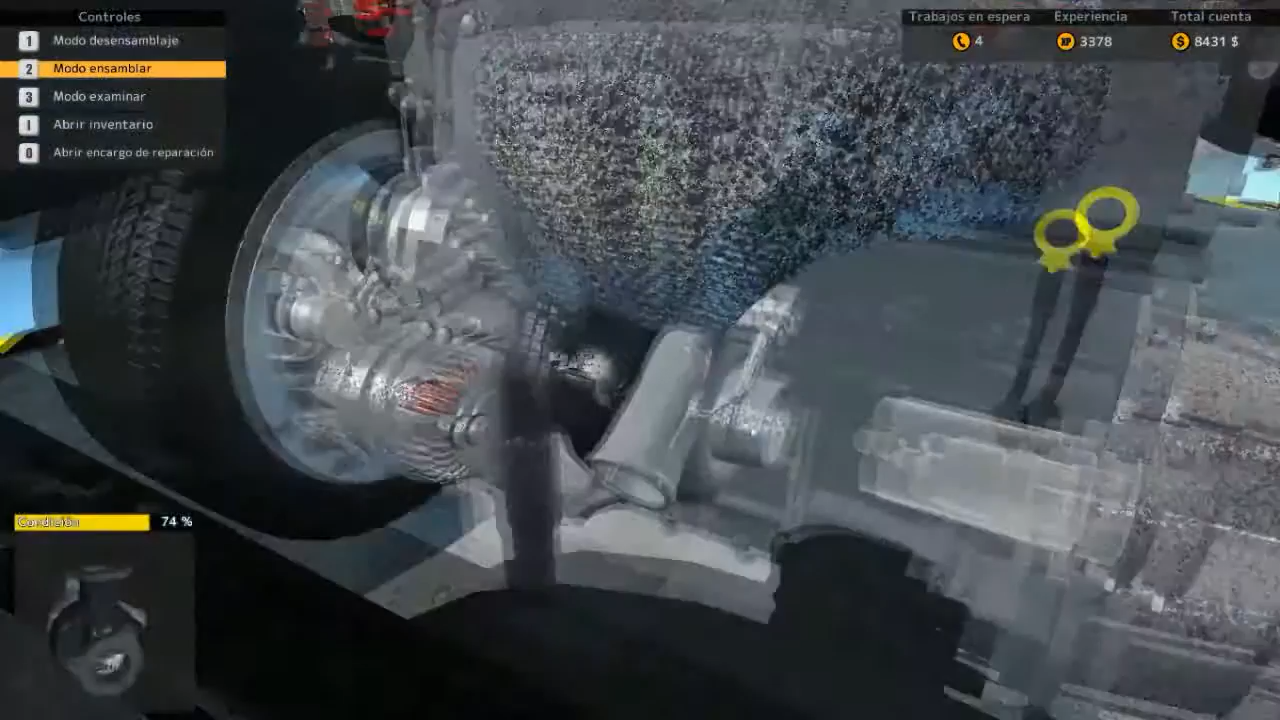 Controles
1 Modo desensamblaje
2 Modo ensamblar
3 Modo examinar
I Abrir inventario
O Abrir encargo de reparación
Trabajos en espera Experiencia Total cuenta
4 XP 3378 $ 8431 $
Condición 74 %